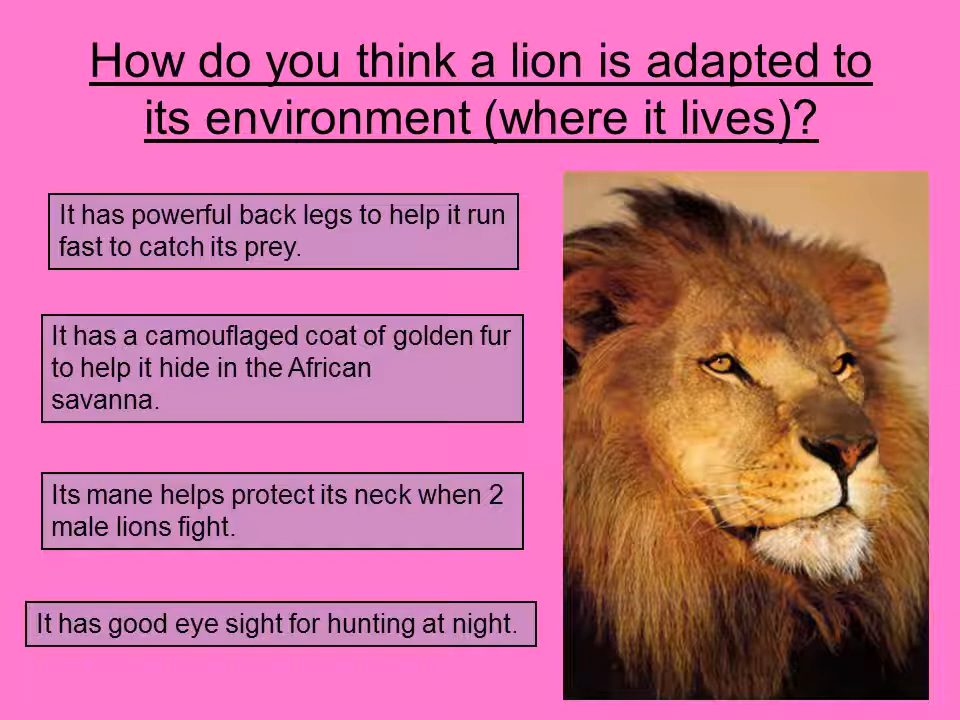 How do you think a lion is adapted to
its environment (where it lives)?
It has powerful back legs to help it run
fast to catch its prey.
It has a camouflaged coat of golden fur
to help it hide in the African
savanna.
Its mane helps protect its neck when 2
male lions fight.
It has good eye sight for hunting at night.